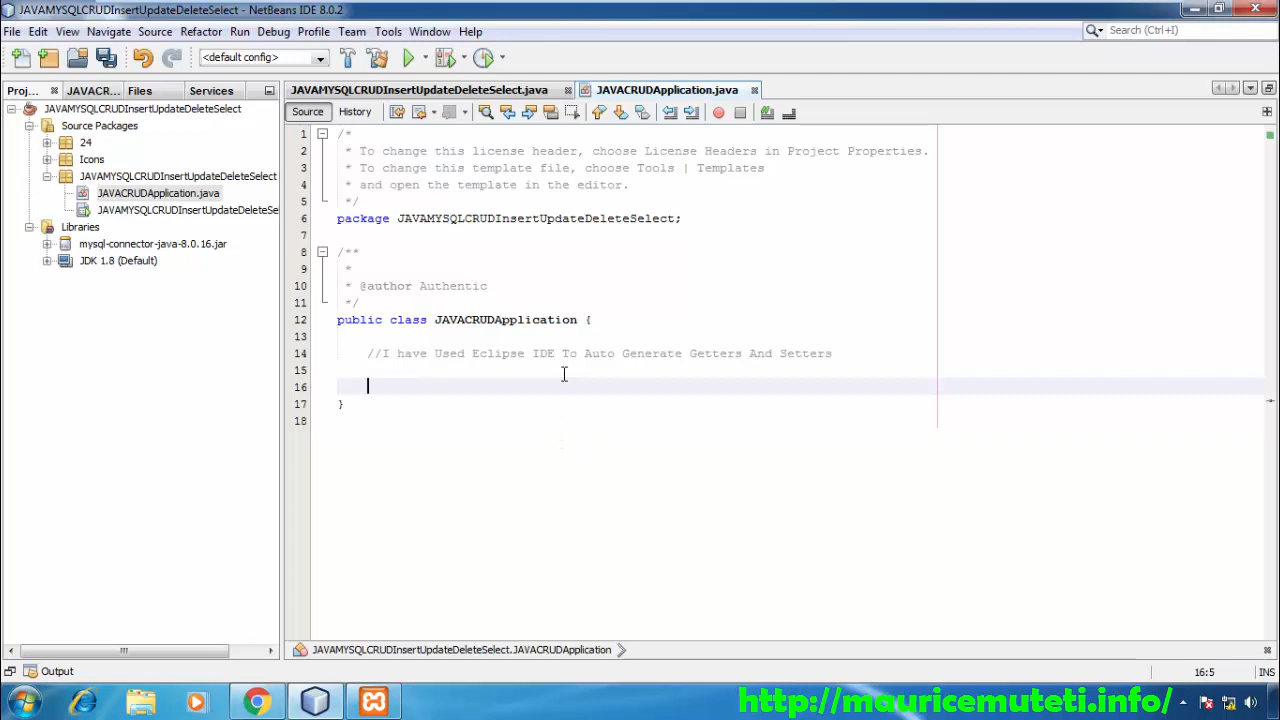 JAVAMYSQLCRUDInsertUpdateDeleteSelect - NetBeans IDE 8.0.2
File Edit View Navigate Source Refactor Run Debug Profile Team Tools Window Help
Search (Ctrl+I)
<default config>
Proj... JAVACR... Files Services
JAVAMYSQLCRUDInsertUpdateDeleteSelect.java JAVACRUDApplication.java
Source History
JAVAMYSQLCRUDInsertUpdateDeleteSelect
Source Packages
24
Icons
JAVAMYSQLCRUDInsertUpdateDeleteSelect
JAVACRUDApplication.java
JAVAMYSQLCRUDInsertUpdateDeleteSe
Libraries
mysql-connector-java-8.0.16.jar
JDK 1.8 (Default)
1 /*
2 * To change this license header, choose License Headers in Project Properties.
3 * To change this template file, choose Tools | Templates
4 * and open the template in the editor.
5 */
6 package JAVAMYSQLCRUDInsertUpdateDeleteSelect;
7
8 /**
9 *
10 * @author Authentic
11 */
12 public class JAVACRUDApplication {
13
14 //I have Used Eclipse IDE To Auto Generate Getters And Setters
15
16
17 }
18
JAVAMYSQLCRUDInsertUpdateDeleteSelect.JAVACRUDApplication
Output
16:5 INS
http://mauricemuteti.info/